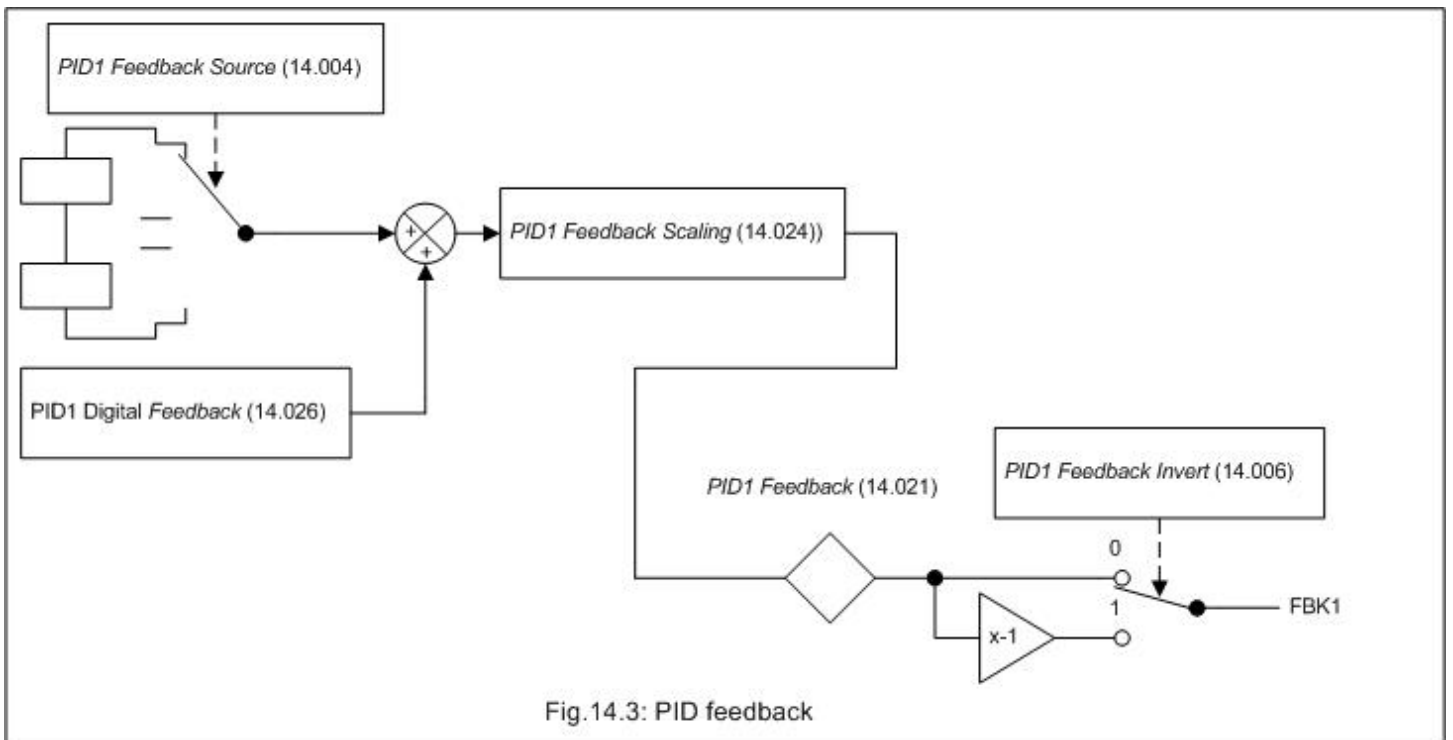 PID1 Feedback Source (14.004)
+
+
PID1 Feedback Scaling (14.024))
PID1 Digital Feedback (14.026)
PID1 Feedback (14.021)
PID1 Feedback Invert (14.006)
0
1
FBK1
x-1
Fig.14.3: PID feedback